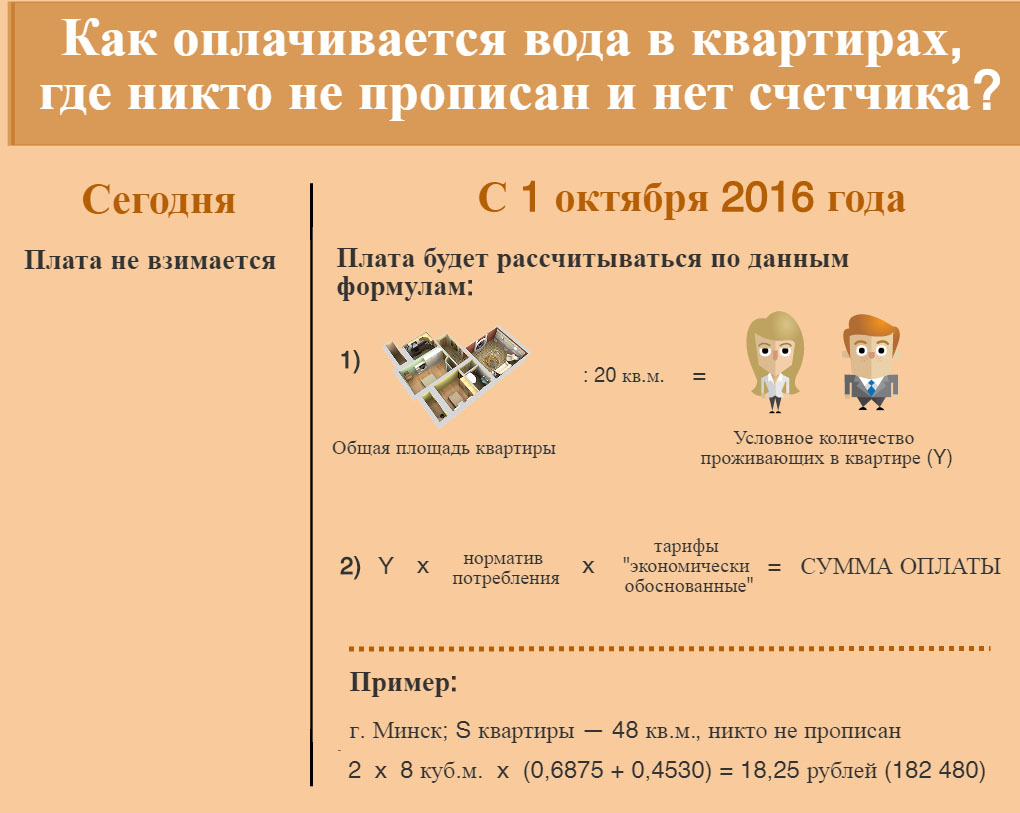 Как оплачивается вода в квартирах,
где никто не прописан и нет счетчика?
Сегодня
Плата не взимается
С 1 октября 2016 года
Плата будет рассчитываться по данным
формулам:
1)
: 20 кв.м. =
Общая площадь квартиры
Условное количество
проживающих в квартире (Y)
2) Y x норматив потребления x тарифы "экономически обоснованные" = СУММА ОПЛАТЫ
Пример:
г. Минск; S квартиры — 48 кв.м., никто не прописан
2 x 8 куб.м. x (0,6875 + 0,4530) = 18,25 рублей (182 480)